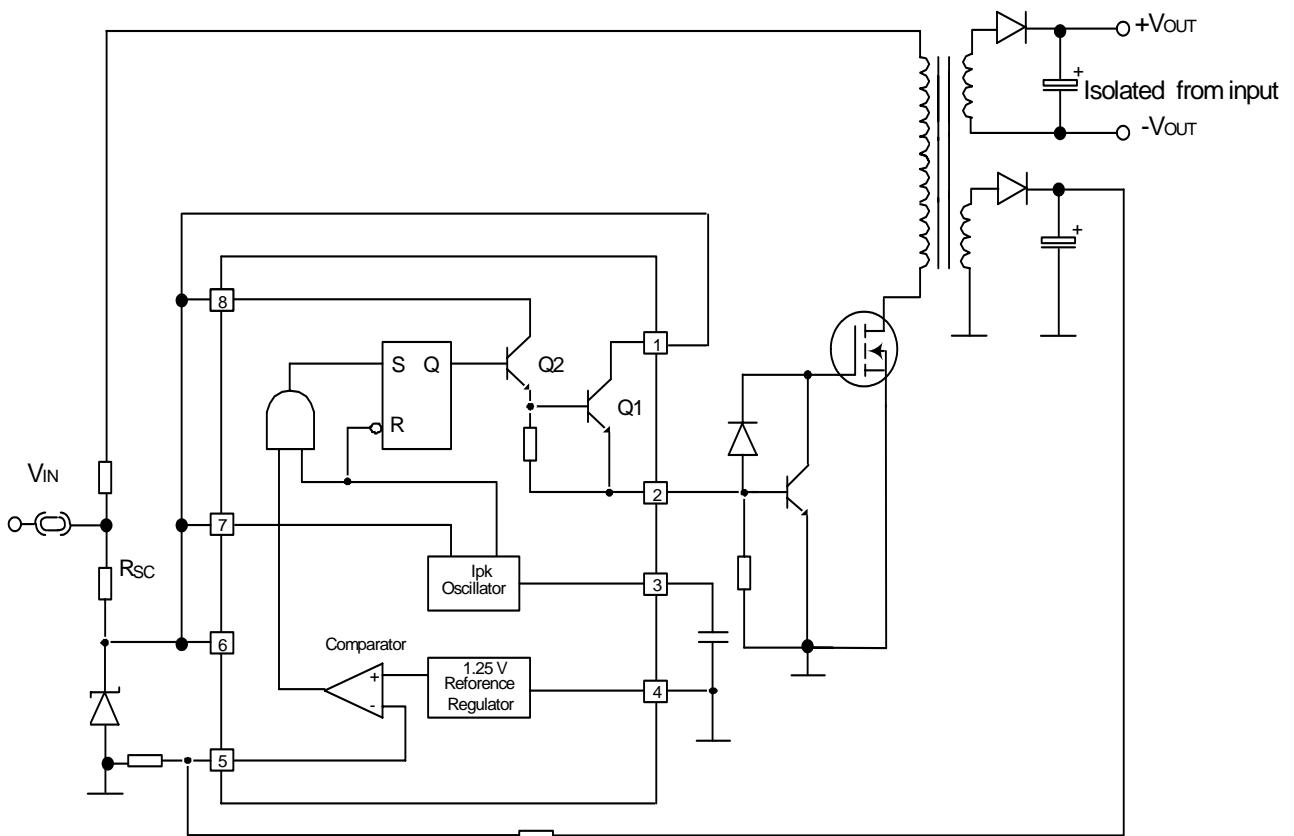 +VOUT
+
Isolated from input
-VOUT
+
8
1
S Q
Q2
Q1
R
VIN
2
7
RSC
Ipk
Oscillator
3
6
Comparator
1.25 V
Reforence
Regulator
+
-
4
5